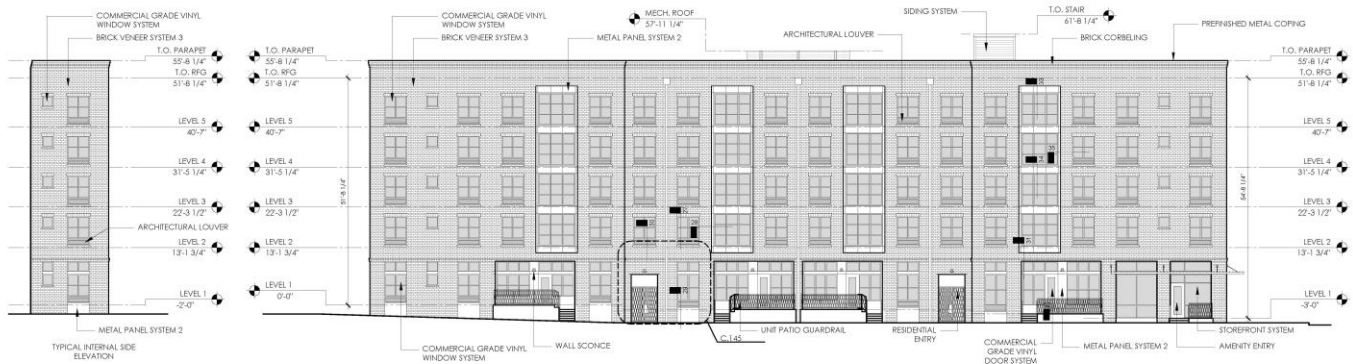 COMMERCIAL GRADE VINYL
WINDOW SYSTEM
BRICK VENEER SYSTEM 3
T.O. PARAPET
55'-8 1/4"
T.O. RFG
51'-8 1/4"
LEVEL 5
40'-7"
LEVEL 4
31'-5 1/4"
LEVEL 3
22'-3 1/2"
ARCHITECTURAL LOUVER
LEVEL 2
13'-1 3/4"
LEVEL 1
-2'-0"
METAL PANEL SYSTEM 2
TYPICAL INTERNAL SIDE
ELEVATION
T.O. PARAPET
55'-8 1/4"
T.O. RFG
51'-8 1/4"
LEVEL 5
40'-7"
LEVEL 4
31'-5 1/4"
LEVEL 3
22'-3 1/2"
LEVEL 2
13'-1 3/4"
LEVEL 1
0'-0"
51'-8 1/4"
COMMERCIAL GRADE VINYL
WINDOW SYSTEM
BRICK VENEER SYSTEM 3
METAL PANEL SYSTEM 2
MECH. ROOF
57'-11 1/4"
ARCHITECTURAL LOUVER
SIDING SYSTEM
T.O. STAIR
61'-8 1/4"
BRICK CORBELING
PREFINISHED METAL COPING
T.O. PARAPET
55'-8 1/4"
T.O. RFG
51'-8 1/4"
LEVEL 5
40'-7"
LEVEL 4
31'-5 1/4"
LEVEL 3
22'-3 1/2"
LEVEL 2
13'-1 3/4"
LEVEL 1
-3'-0"
54'-8 1/4"
COMMERCIAL GRADE VINYL
WINDOW SYSTEM
WALL SCONCE
C.145
UNIT PATIO GUARDRAIL
RESIDENTIAL
ENTRY
COMMERCIAL
GRADE VINYL
DOOR SYSTEM
METAL PANEL SYSTEM 2
STOREFRONT SYSTEM
AMENITY ENTRY